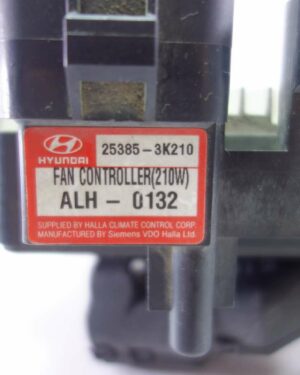 HYUNDAI
25385-3K210
FAN CONTROLLER(210W)
ALH - 0132
SUPPLIED BY HALLA CLIMATE CONTROL CORP.
MANUFACTURED BY Siemens VDO Halla Ltd.